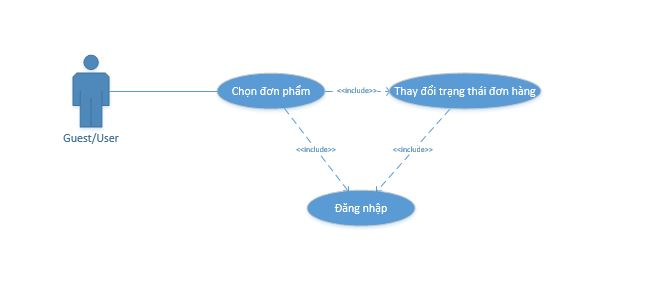 Chọn đơn phẩm
<<include>>
Thay đổi trạng thái đơn hàng
Guest/User
<<include>>
<<include>>
Đăng nhập